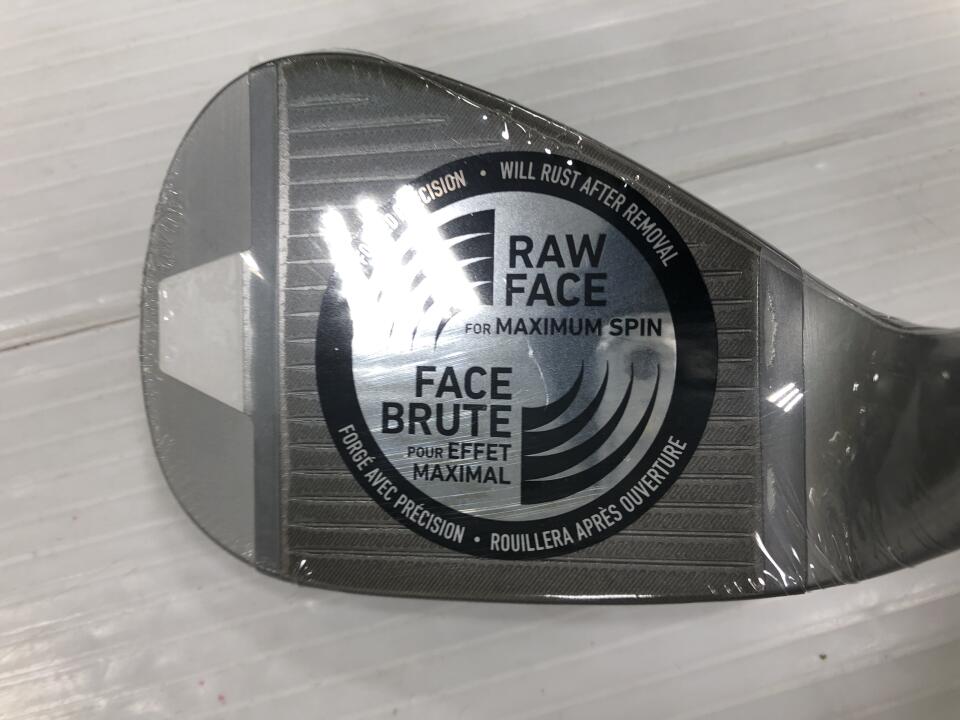 CISION • WILL RUST AFTER REMOVAL
RAW
FACE
FOR MAXIMUM SPIN
FACE
BRUTE
POUR EFFET
MAXIMAL
FORGÉ AVEC PRÉCISION • ROUILLERA APRÈS OUVERTURE